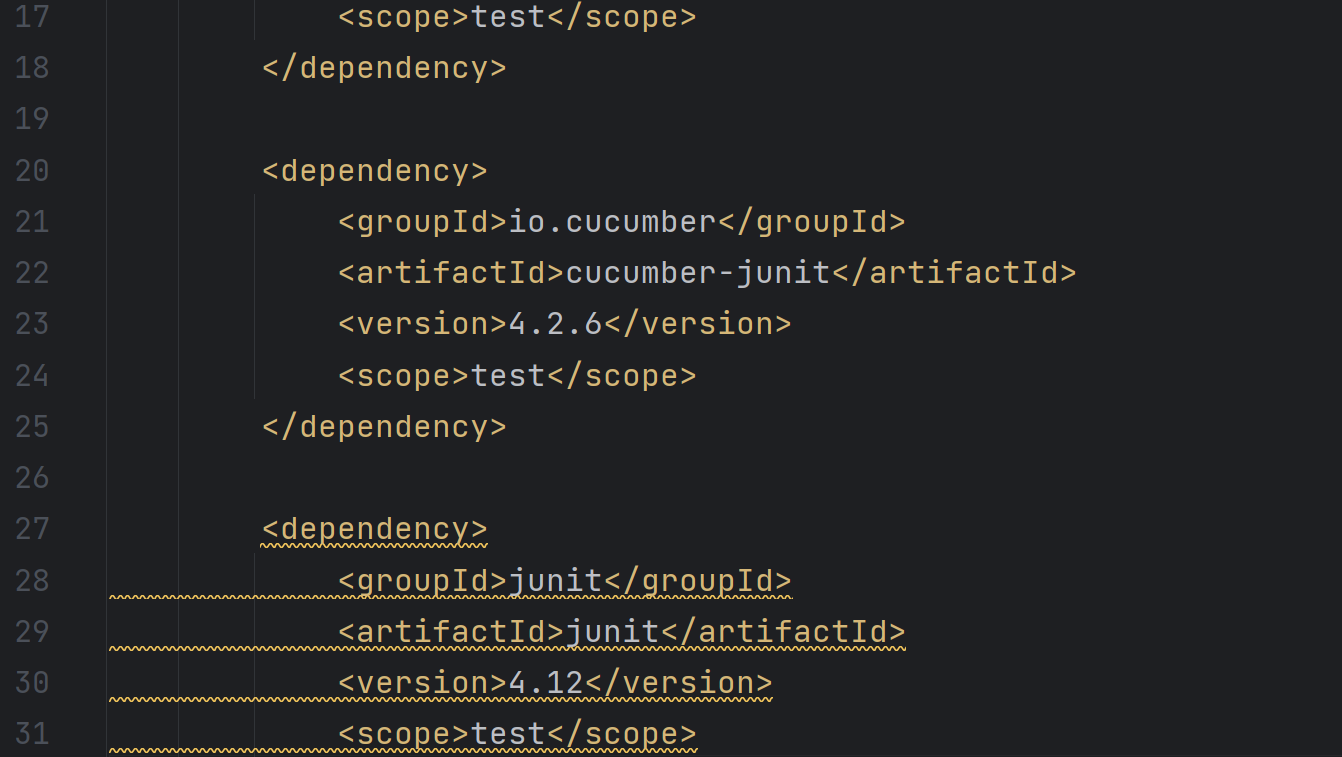 17 <scope>test</scope>
18 </dependency>
19
20 <dependency>
21 <groupId>io.cucumber</groupId>
22 <artifactId>cucumber-junit</artifactId>
23 <version>4.2.6</version>
24 <scope>test</scope>
25 </dependency>
26
27 <dependency>
28 <groupId>junit</groupId>
29 <artifactId>junit</artifactId>
30 <version>4.12</version>
31 <scope>test</scope>